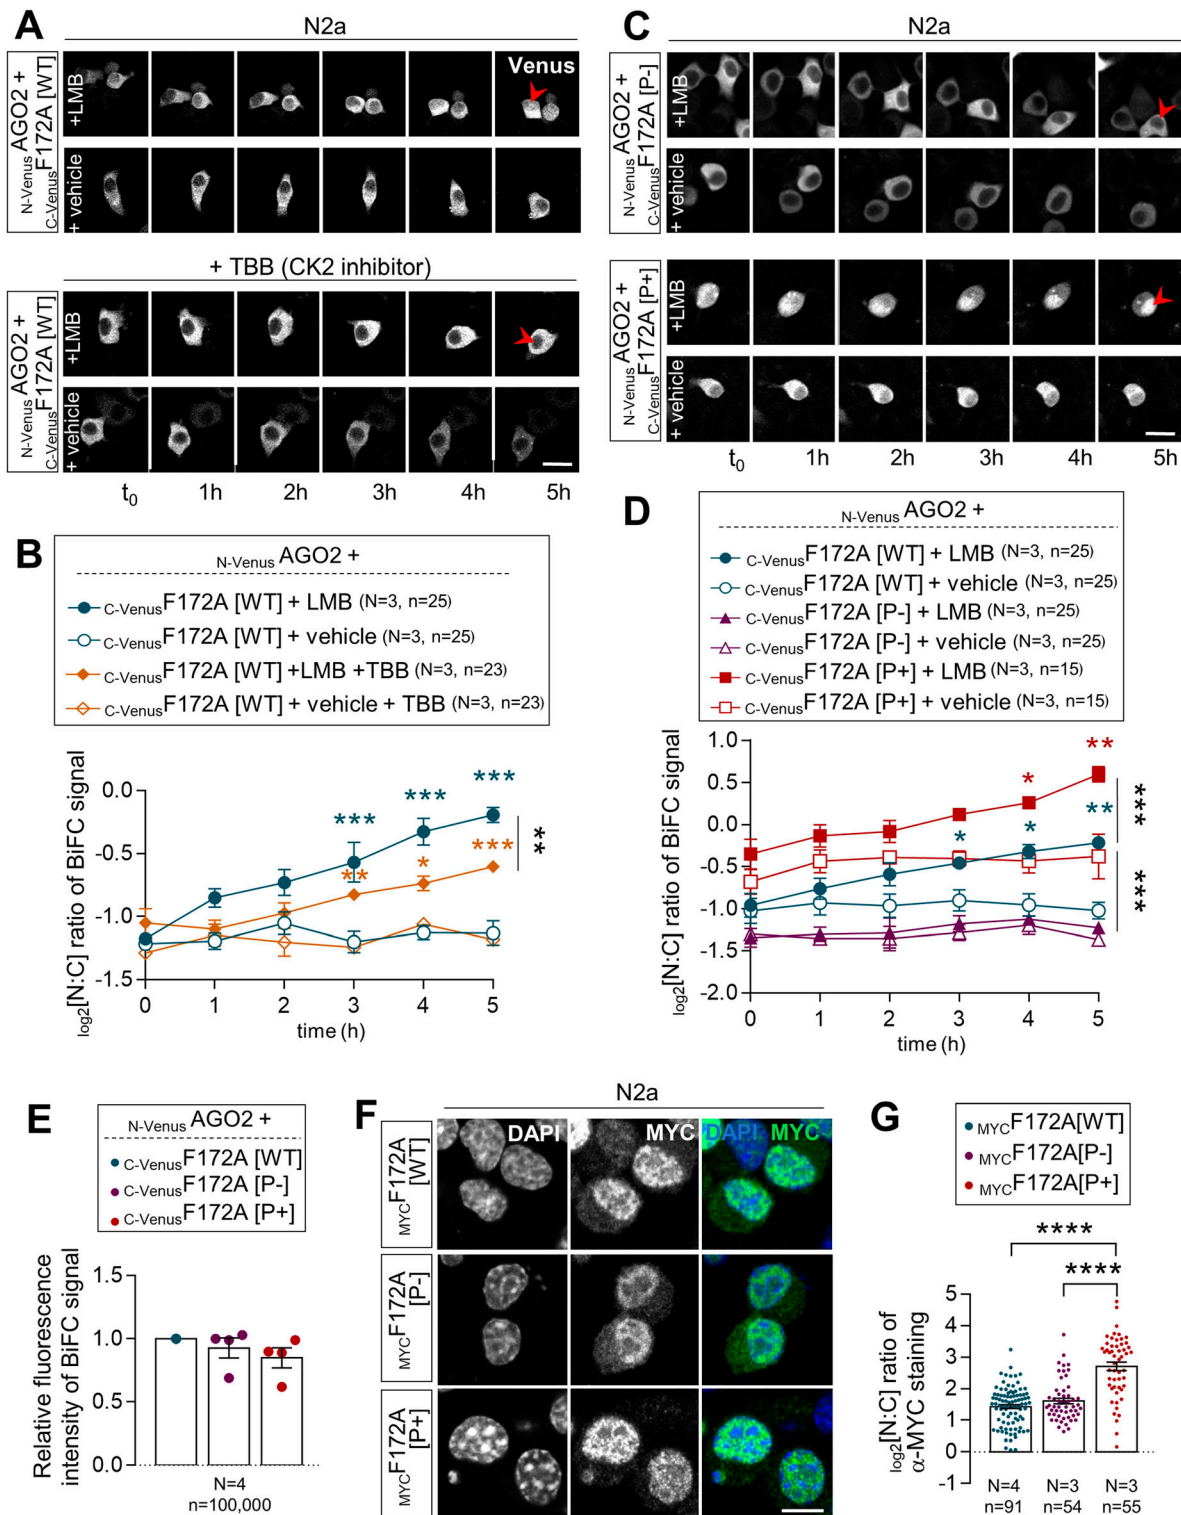 A
N2a
N-Venus AGO2 +
C-Venus F172A [WT]
+LMB
Venus
+ vehicle
+ TBB (CK2 inhibitor)
N-Venus AGO2 +
C-Venus F172A [WT]
+LMB
+ vehicle
t0 1h 2h 3h 4h 5h
C
N2a
N-Venus AGO2 +
C-Venus F172A [P-]
+LMB
+ vehicle
N-Venus AGO2 +
C-Venus F172A [P+]
+LMB
+ vehicle
t0 1h 2h 3h 4h 5h
B
N-Venus AGO2 +
C-Venus F172A [WT] + LMB (N=3, n=25)
C-Venus F172A [WT] + vehicle (N=3, n=25)
C-Venus F172A [WT] +LMB +TBB (N=3, n=23)
C-Venus F172A [WT] + vehicle + TBB (N=3, n=23)
log2[N:C] ratio of BiFC signal
0.0
-0.5
-1.0
-1.5
*** *** ***
** * ***
**
0 1 2 3 4 5
time (h)
D
N-Venus AGO2 +
C-Venus F172A [WT] + LMB (N=3, n=25)
C-Venus F172A [WT] + vehicle (N=3, n=25)
C-Venus F172A [P-] + LMB (N=3, n=25)
C-Venus F172A [P-] + vehicle (N=3, n=25)
C-Venus F172A [P+] + LMB (N=3, n=15)
C-Venus F172A [P+] + vehicle (N=3, n=15)
log2[N:C] ratio of BiFC signal
1.0
0.5
0.0
-0.5
-1.0
-1.5
-2.0
* **
* * **
***
***
0 1 2 3 4 5
time (h)
E
N-Venus AGO2 +
C-Venus F172A [WT]
C-Venus F172A [P-]
C-Venus F172A [P+]
Relative fluorescence
intensity of BiFC signal
1.5
1.0
0.5
0.0
N=4
n=100,000
F
N2a
DAPI MYC DAPI MYC
MYC F172A
[WT]
MYC F172A
[P-]
MYC F172A
[P+]
G
MYC F172A[WT]
MYC F172A[P-]
MYC F172A[P+]
****
****
log2[N:C] ratio of
α-MYC staining
5
4
3
2
1
0
-1
N=4 N=3 N=3
n=91 n=54 n=55